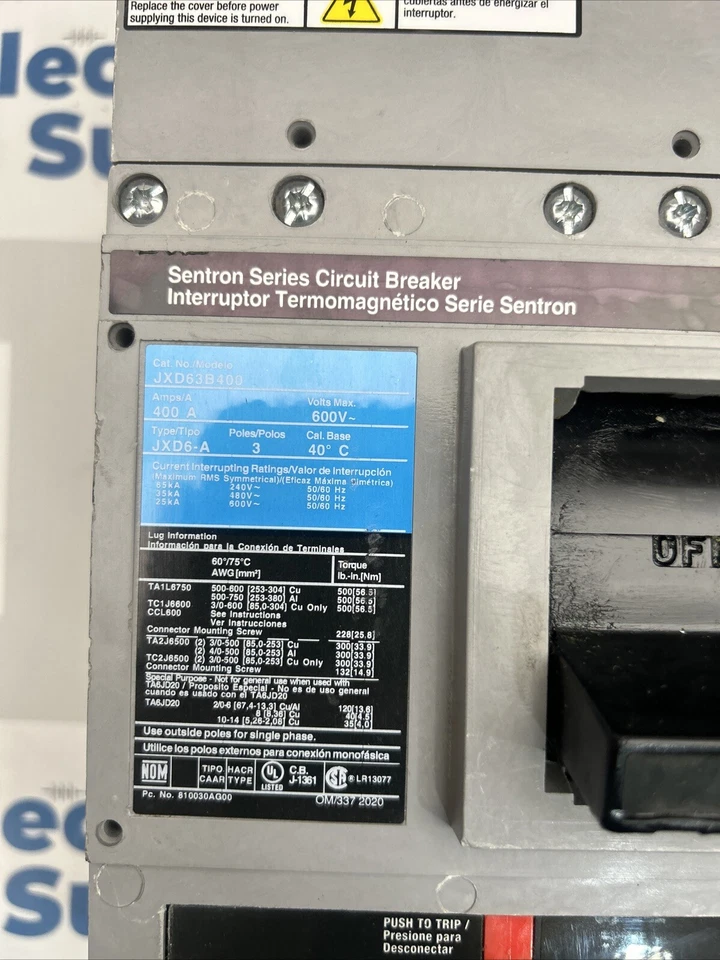 Replace the cover before power
supplying this device is turned on.
cubiertas antes de energizar el
interruptor.
Sentron Series Circuit Breaker
Interruptor Termomagnético Serie Sentron
Cat. No./Modelo
JXD63B400
Amps/A
400 A
Volts Max.
600V~
Type/Tipo
JXD6-A
Poles/Polos
3
Cal. Base
40° C
Current Interrupting Ratings/Valor de Interrupción
(Maximum RMS Symmetrical)/(Eficaz Máxima Simétrica)
65kA 240V~ 50/60 Hz
35kA 480V~ 50/60 Hz
25kA 600V~ 50/60 Hz
Lug Information
Información para la Conexión de Terminales
60°/75°C
AWG [mm²]
Torque
lb.-in.[Nm]
TA1L6750 500-600 [253-304] Cu 500[56.5]
500-750 [253-380] Al 500[56.5]
TC1J6600 3/0-600 [85,0-304] Cu Only 500[56.5]
CCL600 See Instructions
Ver Instrucciones
Connector Mounting Screw 228[25.8]
TA2J6500 (2) 3/0-500 [85,0-253] Cu 300[33.9]
(2) 4/0-500 [85,0-253] Al 300[33.9]
TC2J6500 (2) 3/0-500 [85,0-253] Cu Only 300[33.9]
Connector Mounting Screw 132[14.9]
Special Purpose - Not for general use when used with
TA6JD20 / Proposito Especial - No es de uso general
cuando es usado con el TA6JD20
TA6JD20 2/0-6 [67,4-13,3] Cu/Al 120[13.6]
8 [8,36] Cu 40[4.5]
10-14 [5,26-2,08] Cu 35[4,0]
Use outside poles for single phase.
Utilice los polos externos para conexión monofásica
NOM
TIPO HACR
CAAR TYPE
UL
LISTED
C.B.
J-1361
SA ® LR13077
Pc. No. 810030AG00
OM/337 2020
PUSH TO TRIP /
Presione para
Desconectar